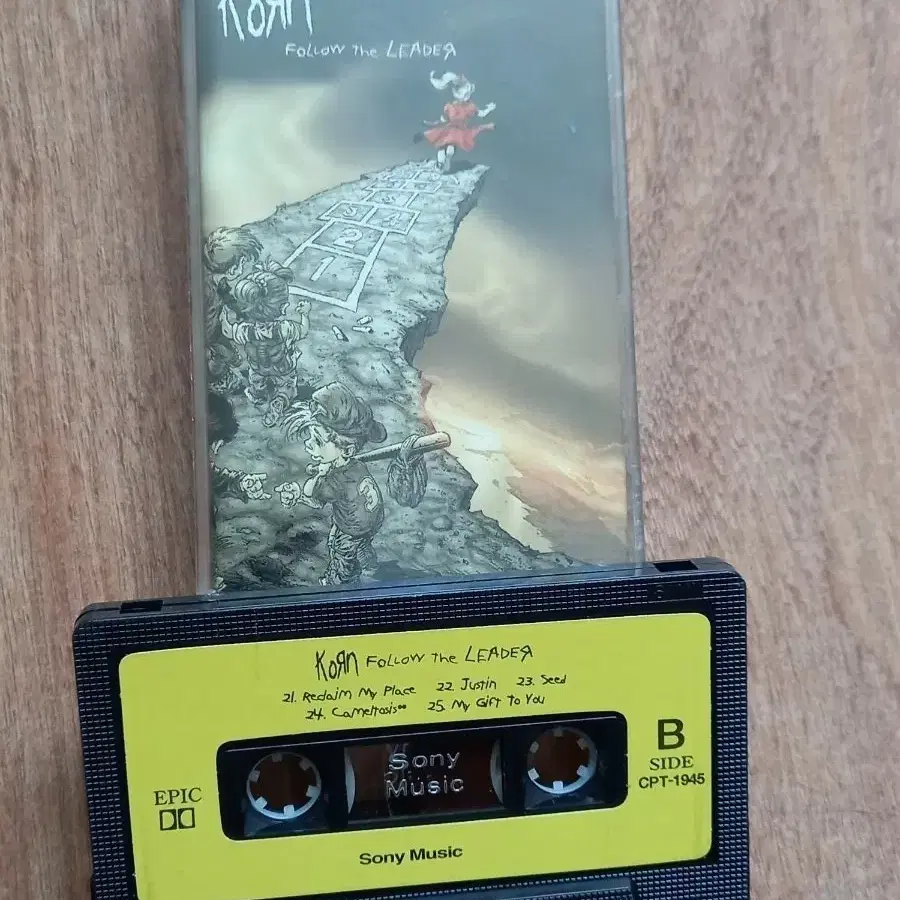 KoЯn
FOLLOW THE LEADEЯ
1
2
3
4
3
KoЯn FOLLOW THE LEADEЯ
21. Reclaim My Place 22. Justin 23. Seed
24. Cameltosis 25. My Gift To You
B
SIDE
CPT-1945
EPIC
Sony
Music
Sony Music